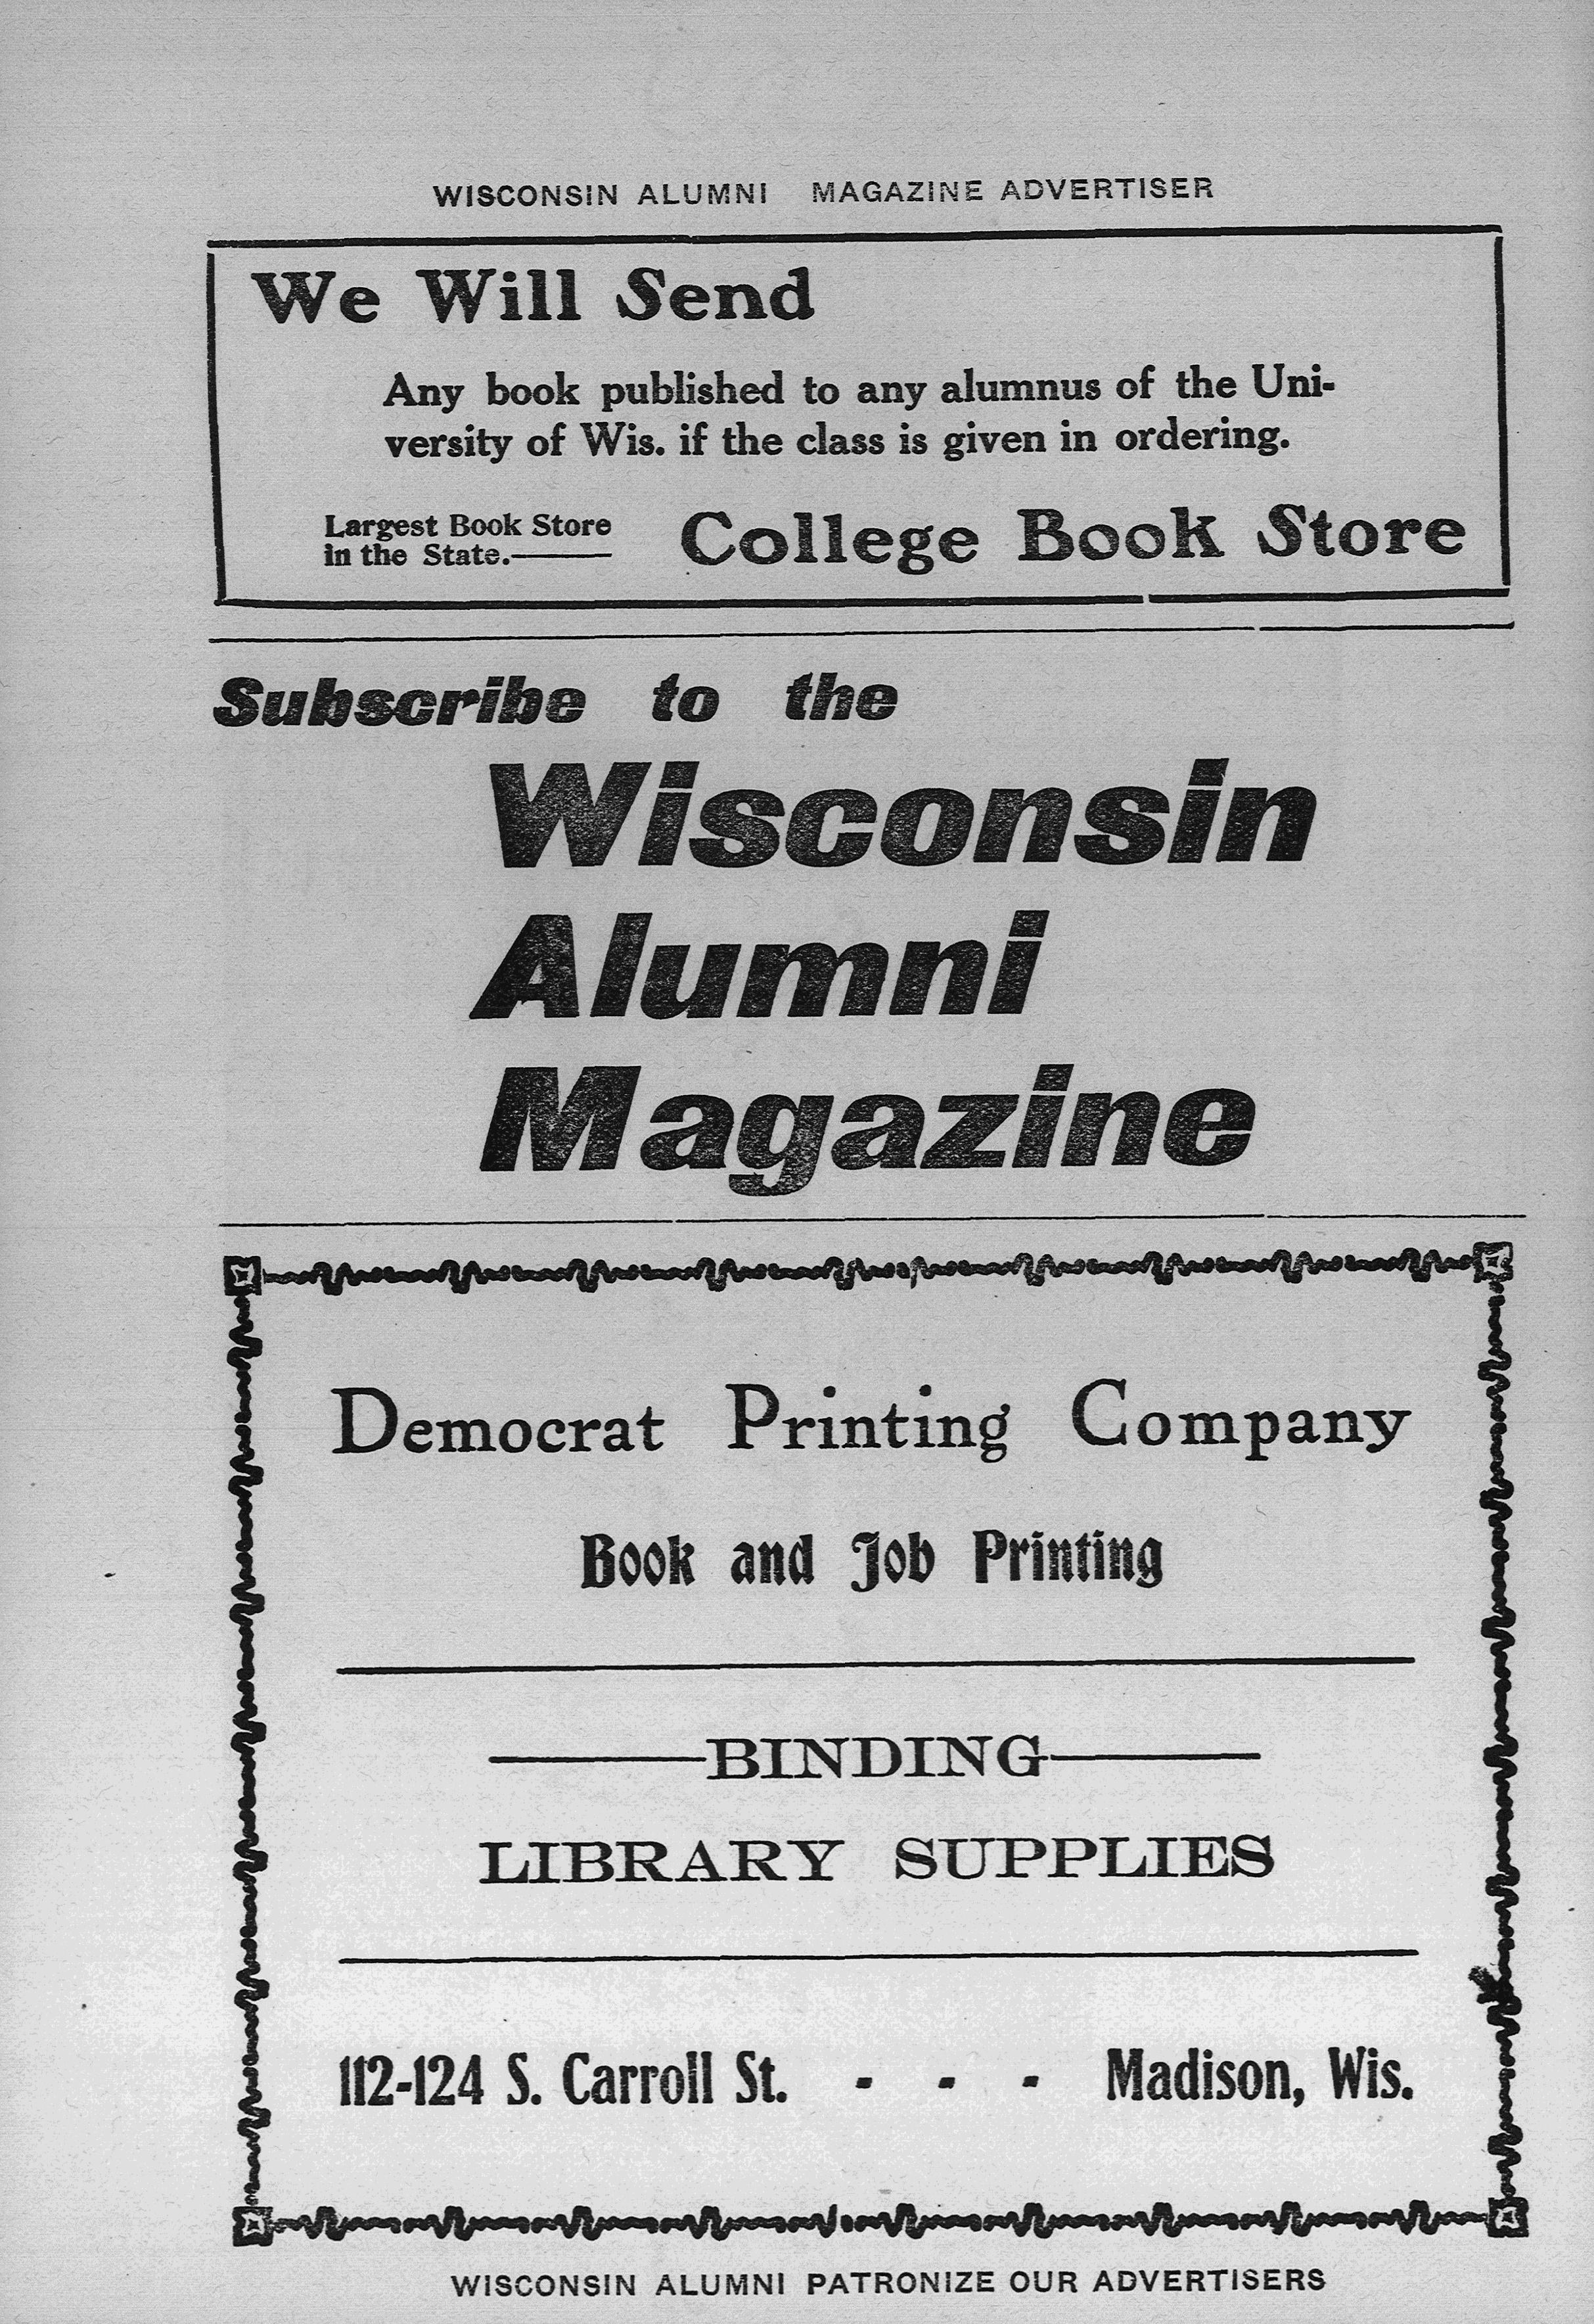 WISCONSIN ALUMNI MAGAZINE ADVERTISER
We Will Send
Any book published to any alumnus of the Uni-
versity of Wis. if the class is given in ordering.
Largest Book Store
in the State.
College Book Store
Subscribe to the
Wisconsin
Alumni
Magazine
Democrat Printing Company
Book and Job Printing
BINDING
LIBRARY SUPPLIES
112-124 S. Carroll St. - - - Madison, Wis.
WISCONSIN ALUMNI PATRONIZE OUR ADVERTISERS